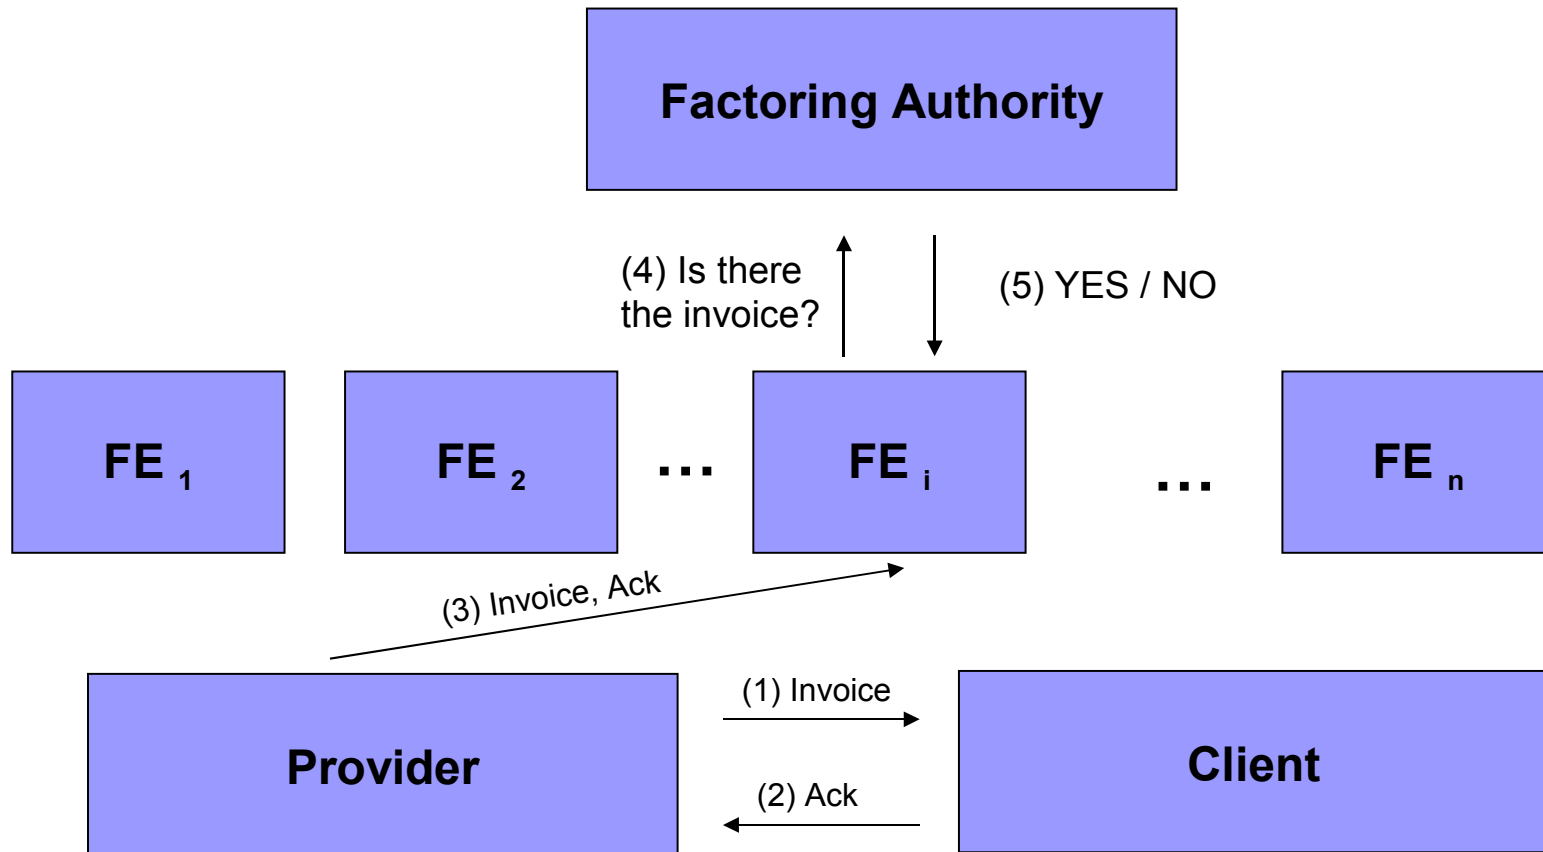 Factoring Authority
(4) Is there
the invoice?
(5) YES / NO
FE 1
FE 2
...
FE i
...
FE n
(3) Invoice, Ack
(1) Invoice
Provider
Client
(2) Ack